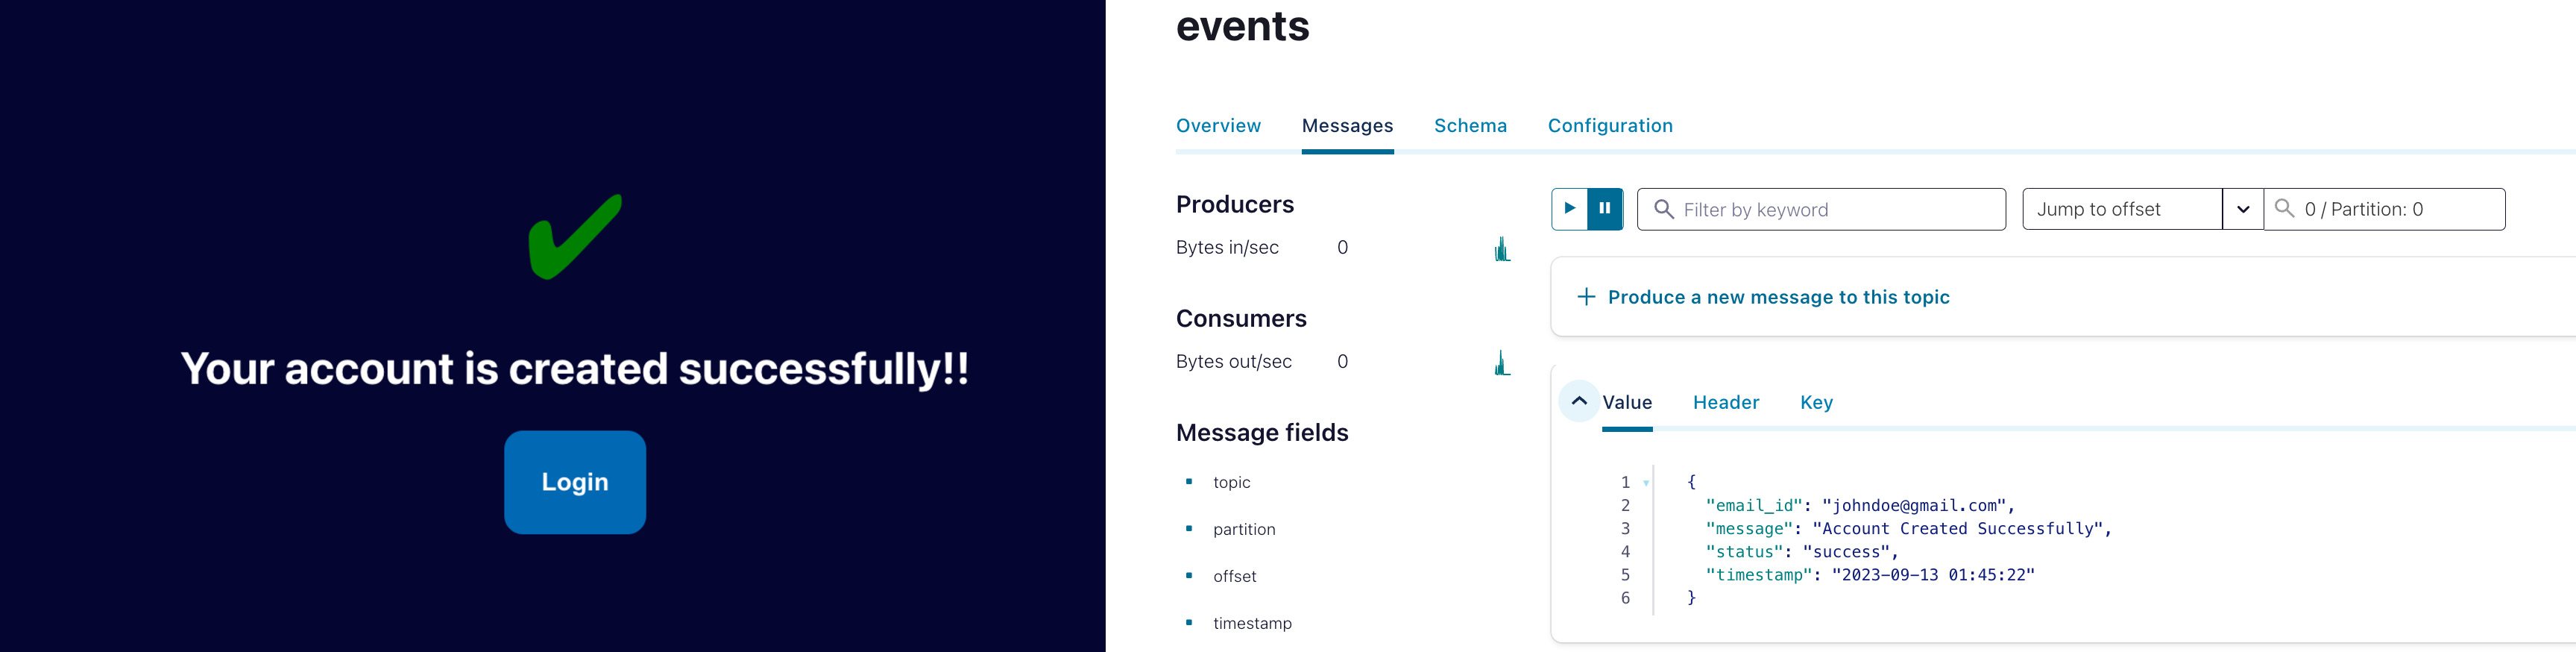 Your account is created successfully!!
Login
events
Overview Messages Schema Configuration
Producers
Bytes in/sec 0
Consumers
Bytes out/sec 0
Message fields
topic
partition
offset
timestamp
Filter by keyword
Jump to offset
0 / Partition: 0
+ Produce a new message to this topic
Value Header Key
1 {
2 "email_id": "johndoe@gmail.com",
3 "message": "Account Created Successfully",
4 "status": "success",
5 "timestamp": "2023-09-13 01:45:22"
6 }